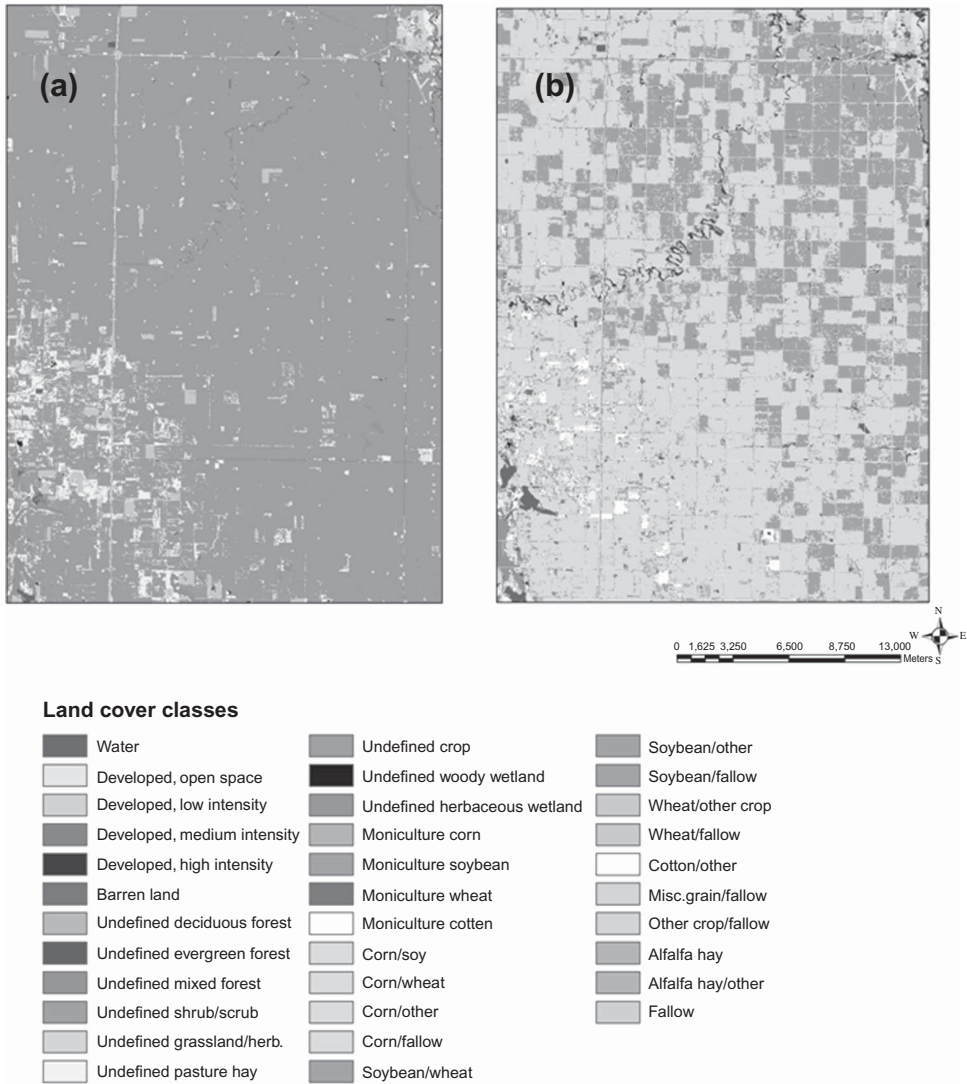 (a)
(b)
N
W E
S
0 1,625 3,250 6,500 8,750 13,000
Meters
Land cover classes
Water
Developed, open space
Developed, low intensity
Developed, medium intensity
Developed, high intensity
Barren land
Undefined deciduous forest
Undefined evergreen forest
Undefined mixed forest
Undefined shrub/scrub
Undefined grassland/herb.
Undefined pasture hay
Undefined crop
Undefined woody wetland
Undefined herbaceous wetland
Moniculture corn
Moniculture soybean
Moniculture wheat
Moniculture cotten
Corn/soy
Corn/wheat
Corn/other
Corn/fallow
Soybean/wheat
Soybean/other
Soybean/fallow
Wheat/other crop
Wheat/fallow
Cotton/other
Misc.grain/fallow
Other crop/fallow
Alfalfa hay
Alfalfa hay/other
Fallow